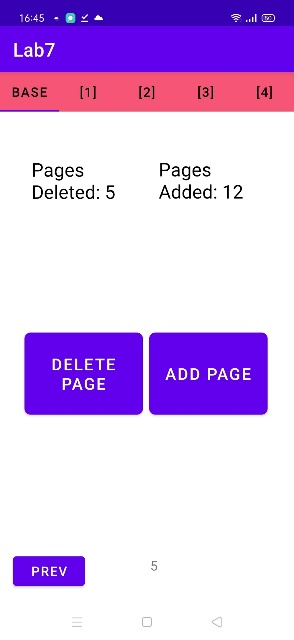 16:45
Lab7
BASE [1] [2] [3] [4]
Pages Deleted: 5
Pages Added: 12
DELETE PAGE
ADD PAGE
PREV
5